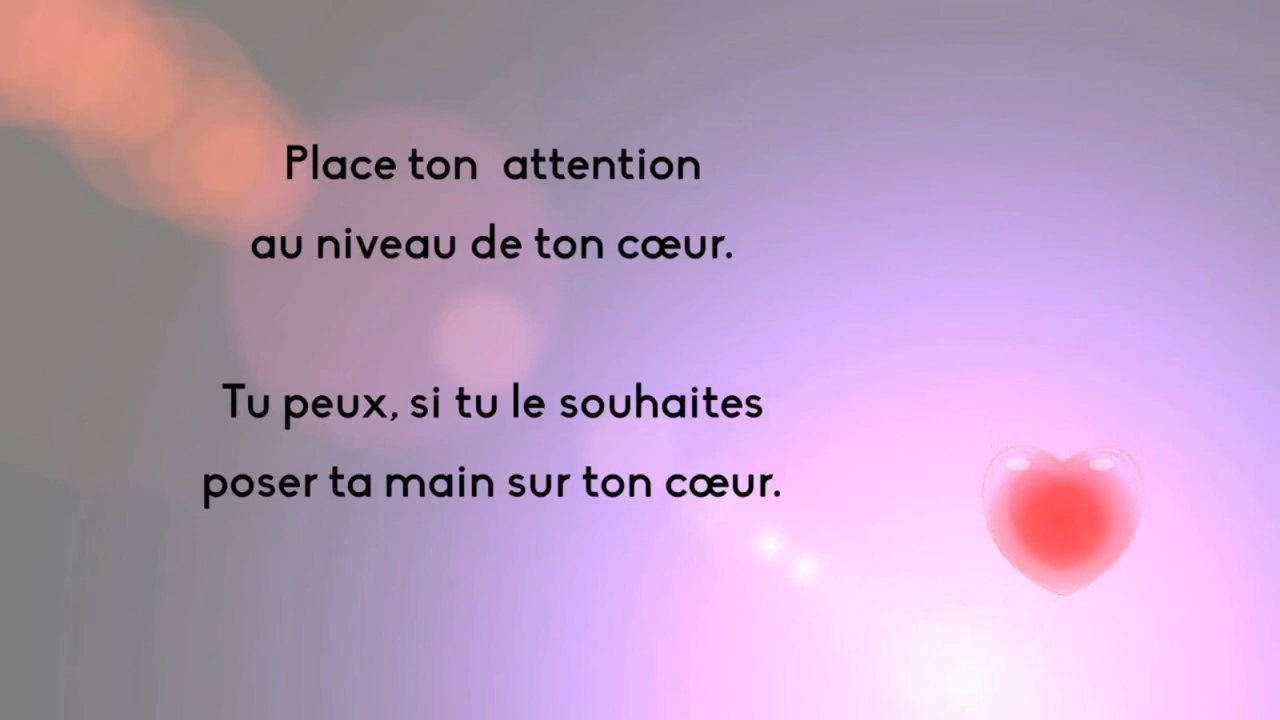 Place ton  attention
au niveau de ton cœur.
Tu peux, si tu le souhaites
poser ta main sur ton cœur.